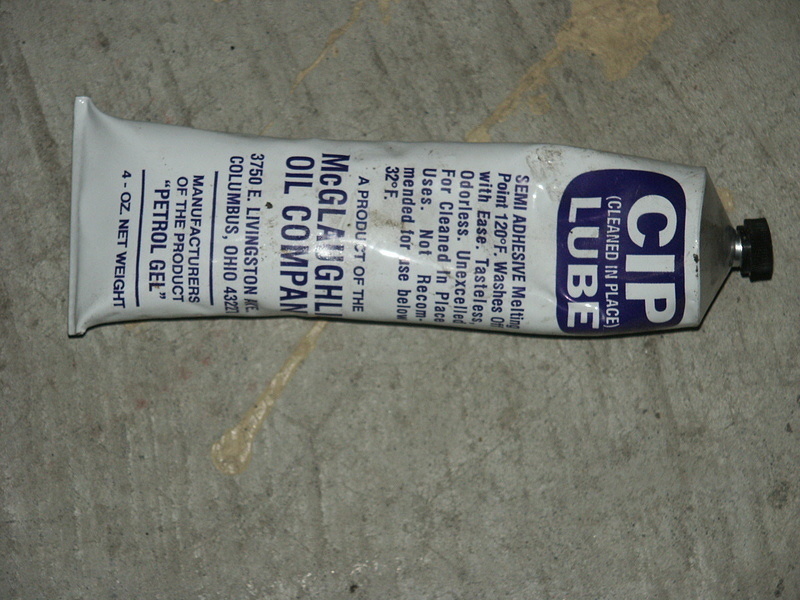 CIP
(CLEANED IN PLACE)
LUBE
SEMI ADHESIVE Melting
Point 120°F. Washes Off
with Ease. Tasteless,
Odorless. Unexcelled
For Cleaned In Place
Uses. Not Recom-
mended for use below
32°F.
A PRODUCT OF THE
McGLAUGHLI
OIL COMPAN
3750 E. LIVINGSTON AVE.
COLUMBUS, OHIO 43227
MANUFACTURERS
OF THE PRODUCT
"PETROL GEL"
4 - OZ. NET WEIGHT